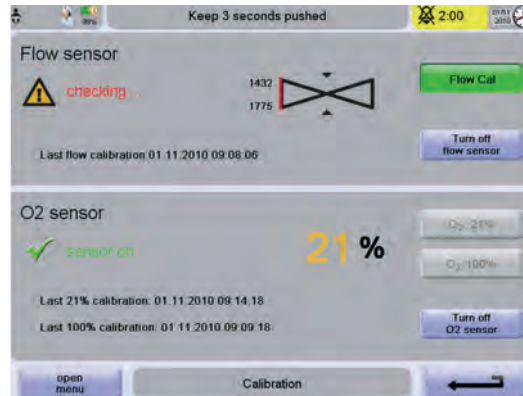 Keep 3 seconds pushed
2:00
Flow sensor
checking...
1432
1775
Flow Cal
Last flow calibration 01.11.2010 09:08:06
Turn off
flow sensor
O2 sensor
sensor on
21 %
O2 21%
O2 100%
Last 21% calibration: 01.11.2010 09:14:18
Last 100% calibration: 01.11.2010 09:09:18
Turn off
O2 sensor
open
menu
Calibration